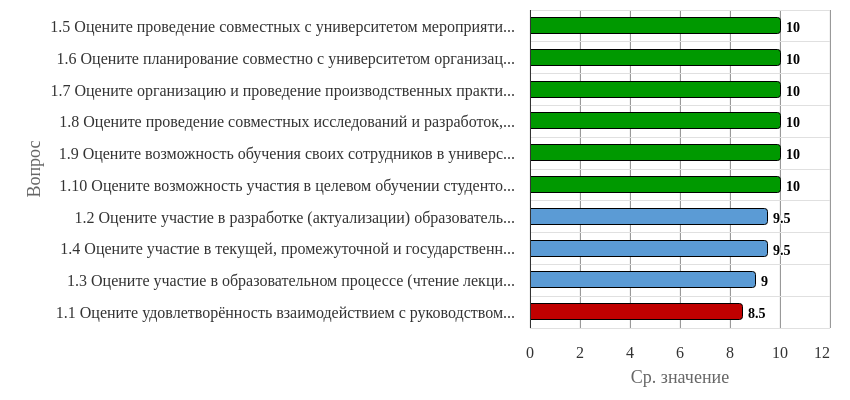 1.5 Оцените проведение совместных с университетом мероприяти... 10
1.6 Оцените планирование совместно с университетом организац... 10
1.7 Оцените организацию и проведение производственных практи... 10
1.8 Оцените проведение совместных исследований и разработок,... 10
1.9 Оцените возможность обучения своих сотрудников в универс... 10
1.10 Оцените возможность участия в целевом обучении студенто... 10
1.2 Оцените участие в разработке (актуализации) образователь... 9.5
1.4 Оцените участие в текущей, промежуточной и государственн... 9.5
1.3 Оцените участие в образовательном процессе (чтение лекци... 9
1.1 Оцените удовлетворённость взаимодействием с руководством... 8.5
Вопрос
0 2 4 6 8 10 12
Ср. значение